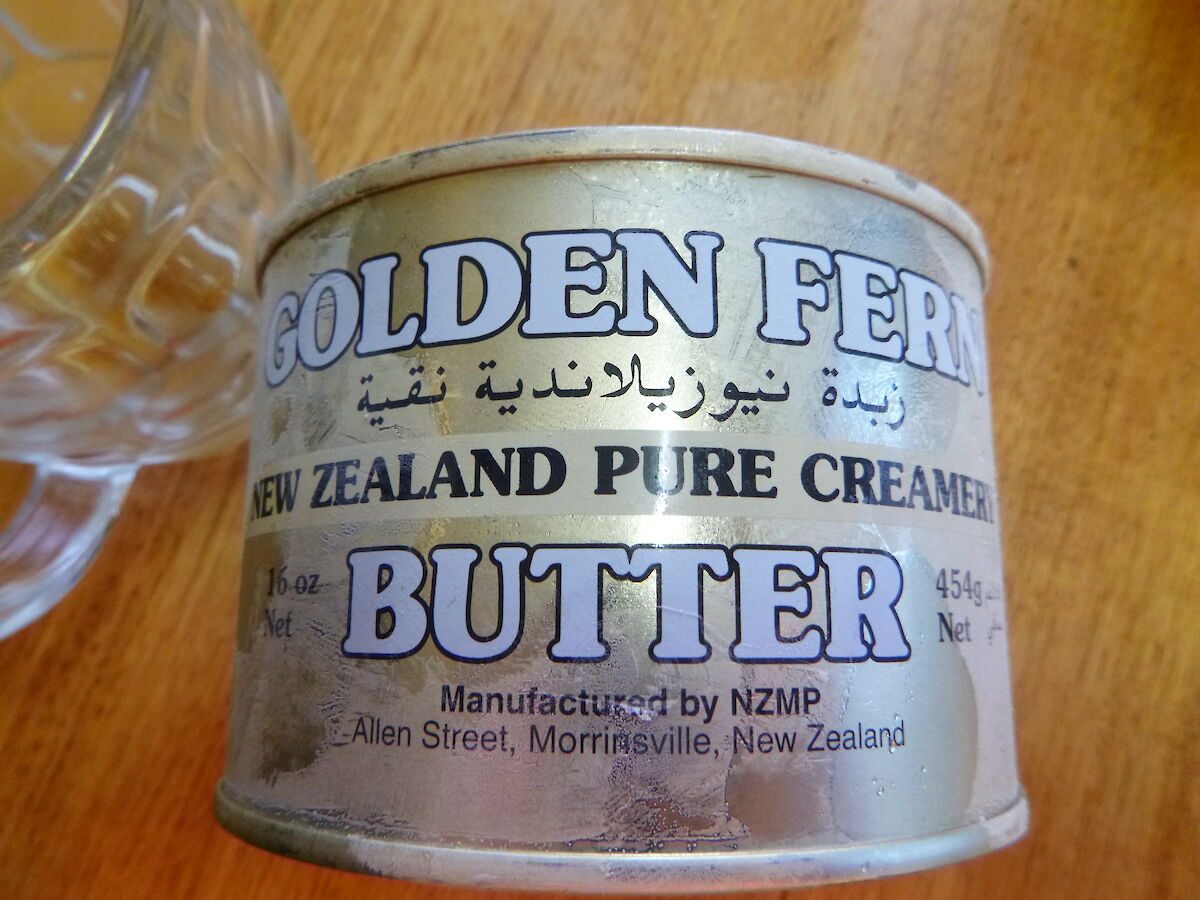 GOLDEN FERN
زبدة نيوزيلاندية نقية
NEW ZEALAND PURE CREAMERY
BUTTER
16 oz
Net
454g
Net
Manufactured by NZMP
Allen Street, Morrinsville, New Zealand